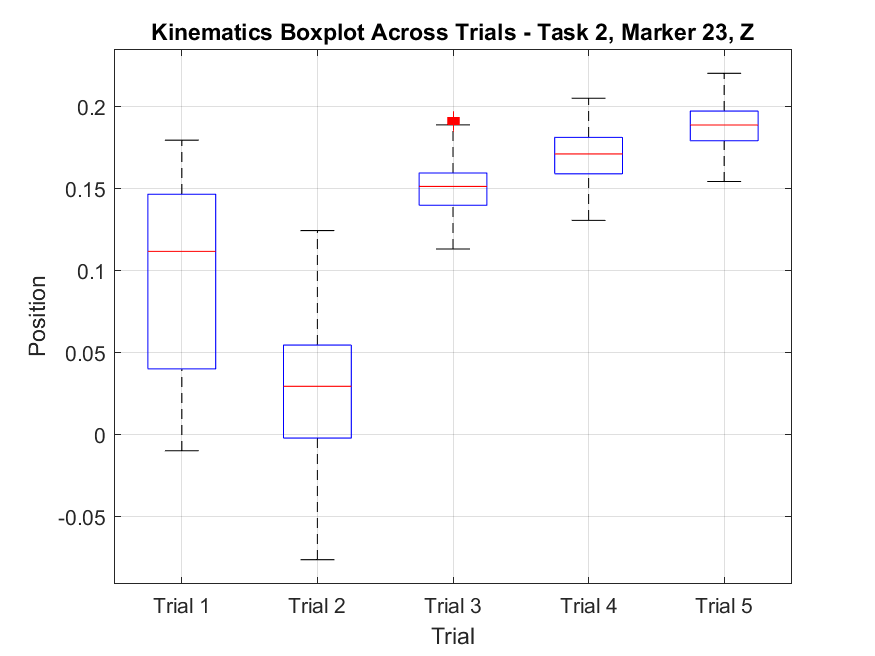 Kinematics Boxplot Across Trials - Task 2, Marker 23, Z
0.2
0.15
0.1
0.05
0
-0.05
Position
Trial 1 Trial 2 Trial 3 Trial 4 Trial 5
Trial